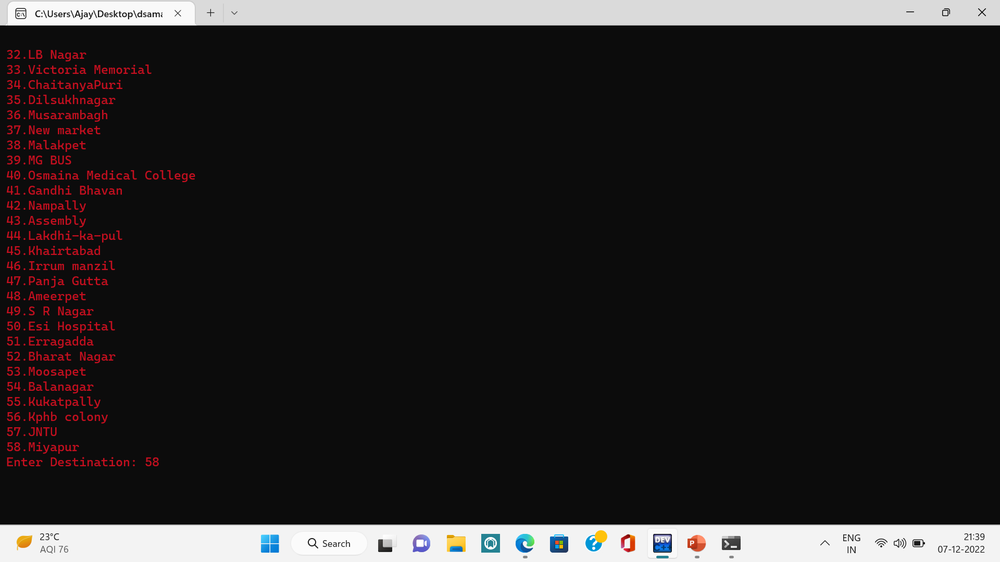 C:\Users\Ajay\Desktop\dsama
32.LB Nagar
33.Victoria Memorial
34.ChaitanyaPuri
35.Dilsukhnagar
36.Musarambagh
37.New market
38.Malakpet
39.MG BUS
40.Osmaina Medical College
41.Gandhi Bhavan
42.Nampally
43.Assembly
44.Lakdhi-ka-pul
45.Khairtabad
46.Irrum manzil
47.Panja Gutta
48.Ameerpet
49.S R Nagar
50.Esi Hospital
51.Erragadda
52.Bharat Nagar
53.Moosapet
54.Balanagar
55.Kukatpally
56.Kphb colony
57.JNTU
58.Miyapur
Enter Destination: 58
23°C
AQI 76
Search
DEV
C++
P
ENG
IN
21:39
07-12-2022